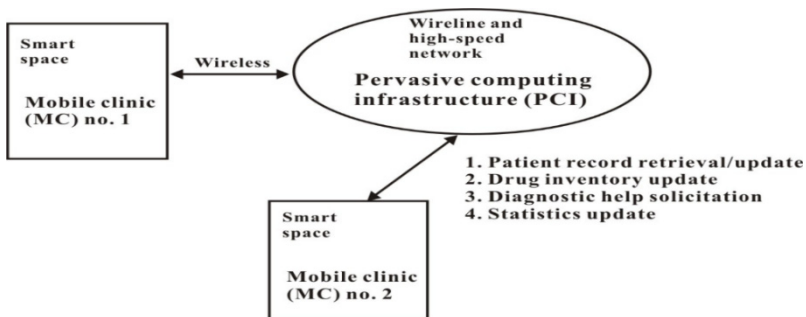 Smart
space
Mobile clinic
(MC) no. 1
Wireless
Wireline and
high-speed
network
Pervasive computing
infrastructure (PCI)
1. Patient record retrieval/update
2. Drug inventory update
3. Diagnostic help solicitation
4. Statistics update
Smart
space
Mobile clinic
(MC) no. 2